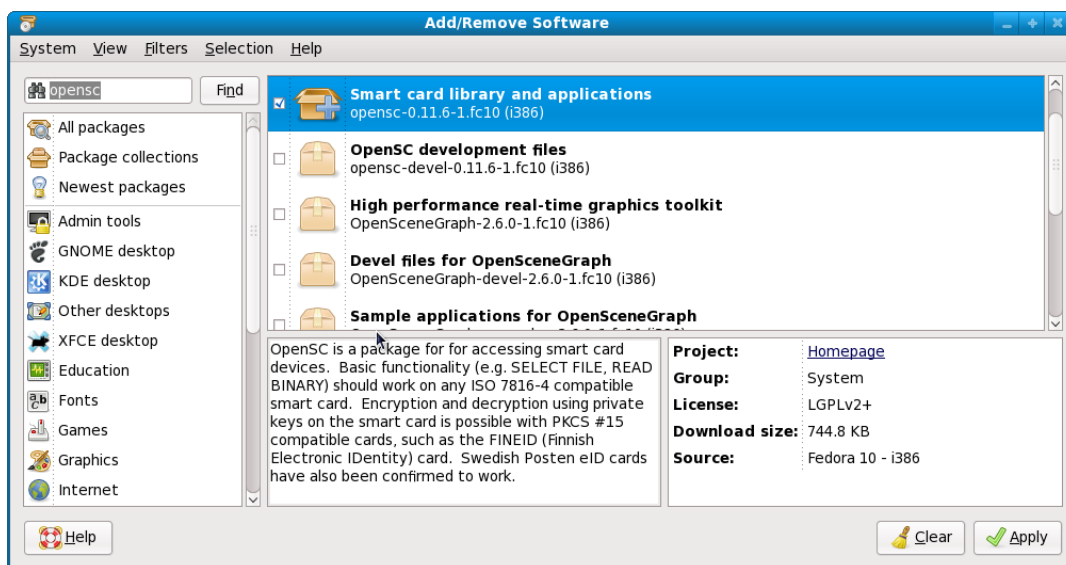 Add/Remove Software
System View Filters Selection Help
opensc
Find
All packages
Package collections
Newest packages
Admin tools
GNOME desktop
KDE desktop
Other desktops
XFCE desktop
Education
Fonts
Games
Graphics
Internet
Smart card library and applications
opensc-0.11.6-1.fc10 (i386)
OpenSC development files
opensc-devel-0.11.6-1.fc10 (i386)
High performance real-time graphics toolkit
OpenSceneGraph-2.6.0-1.fc10 (i386)
Devel files for OpenSceneGraph
OpenSceneGraph-devel-2.6.0-1.fc10 (i386)
Sample applications for OpenSceneGraph
OpenSC is a package for for accessing smart card
devices. Basic functionality (e.g. SELECT FILE, READ
BINARY) should work on any ISO 7816-4 compatible
smart card. Encryption and decryption using private
keys on the smart card is possible with PKCS #15
compatible cards, such as the FINEID (Finnish
Electronic IDentity) card. Swedish Posten eID cards
have also been confirmed to work.
Project: Homepage
Group: System
License: LGPLv2+
Download size: 744.8 KB
Source: Fedora 10 - i386
Help
Clear
Apply